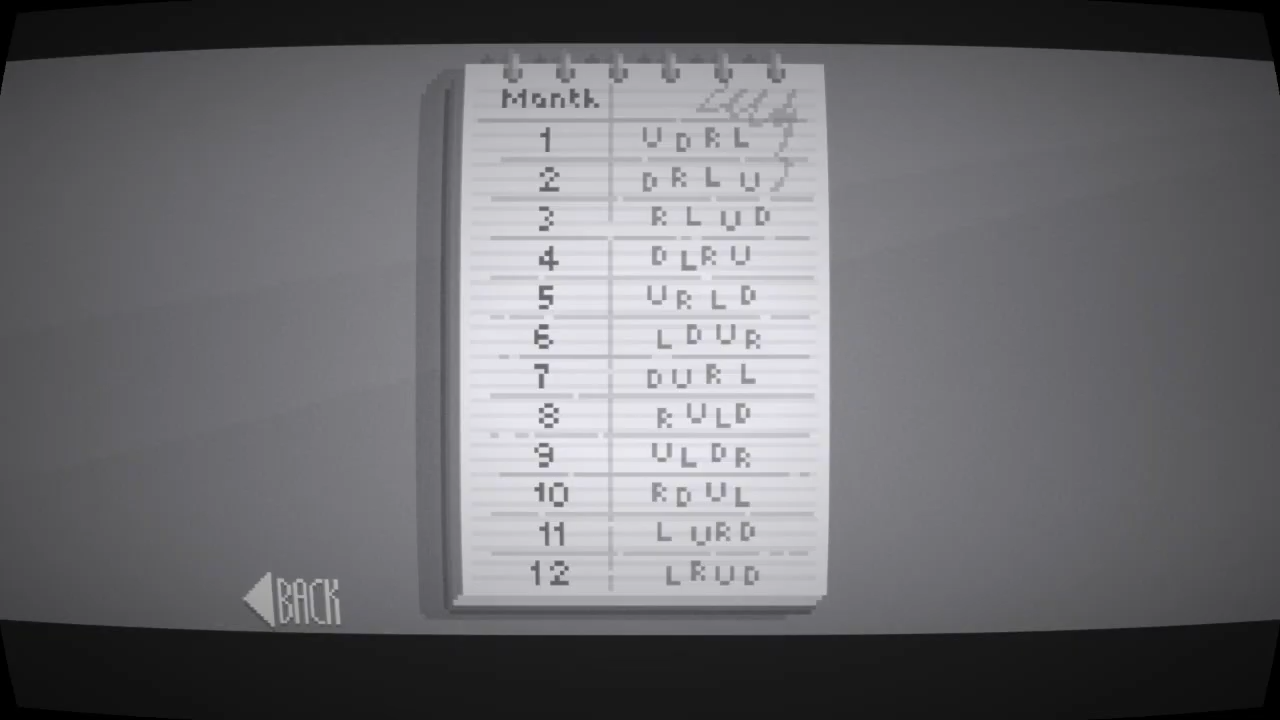 Month
1 U D R L
2 D R L U
3 R L U D
4 D L R U
5 U R L D
6 L D U R
7 D U R L
8 R U L D
9 U L D R
10 R D U L
11 L U R D
12 L R U D
BACK